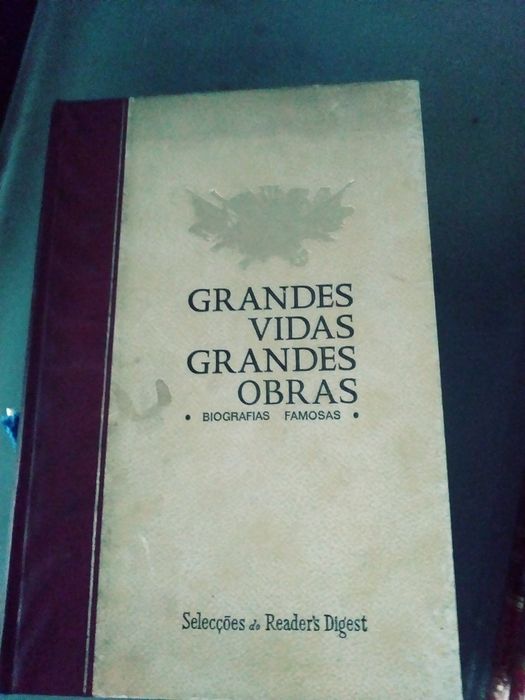 GRANDES
VIDAS
GRANDES
OBRAS
• BIOGRAFIAS FAMOSAS •
Selecções do Reader's Digest